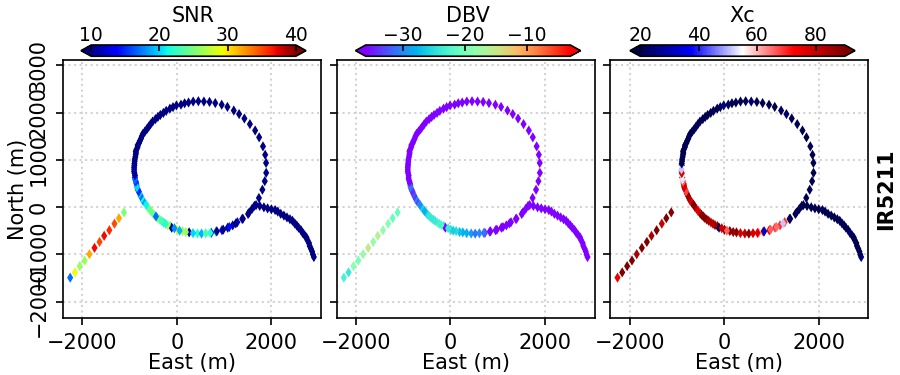 SNR DBV Xc
10 20 30 40 −30 −20 −10 20 40 60 80
3000
2000
1000
0
−1000
−2000
North (m)
−2000 0 2000 −2000 0 2000 −2000 0 2000
East (m) East (m) East (m)
IR5211